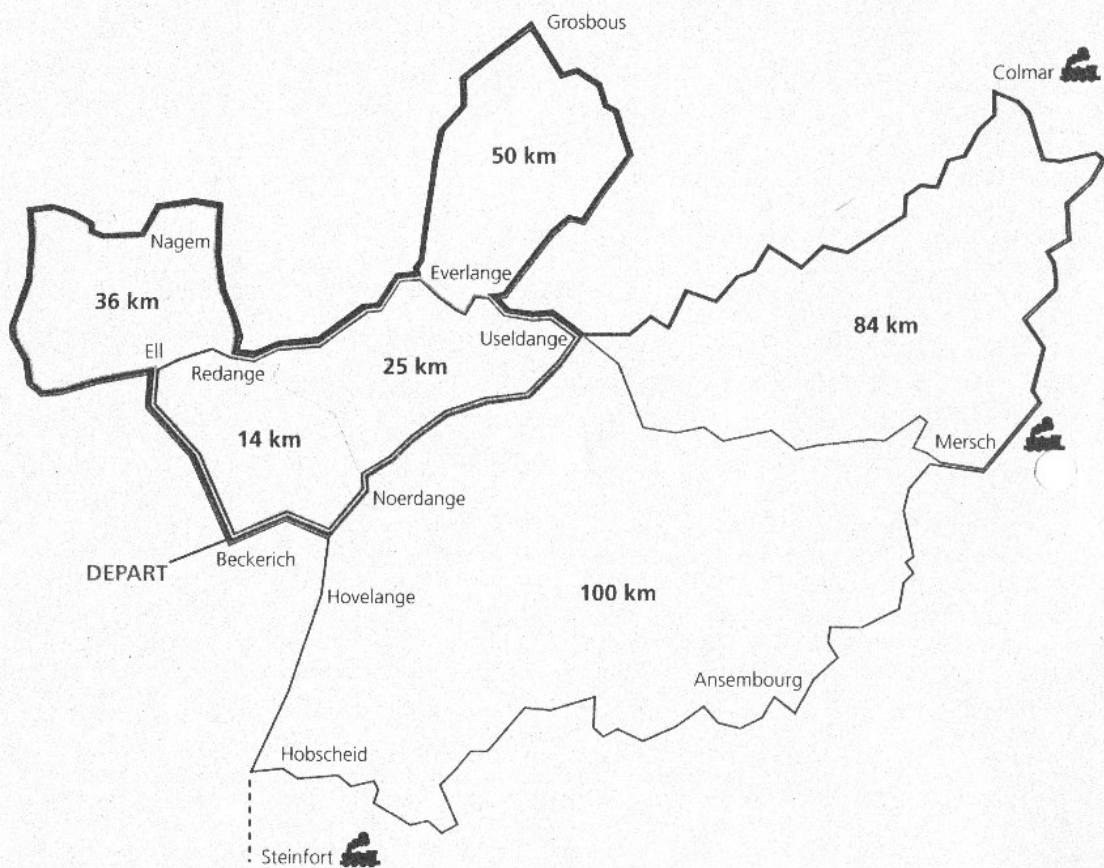 Grosbous
Colmar
50 km
Nagem
Everlange
36 km
84 km
Useldange
Ell
Redange
25 km
14 km
Mersch
Noerdange
Beckerich
DEPART
Hovelange
100 km
Ansembourg
Hobscheid
Steinfort